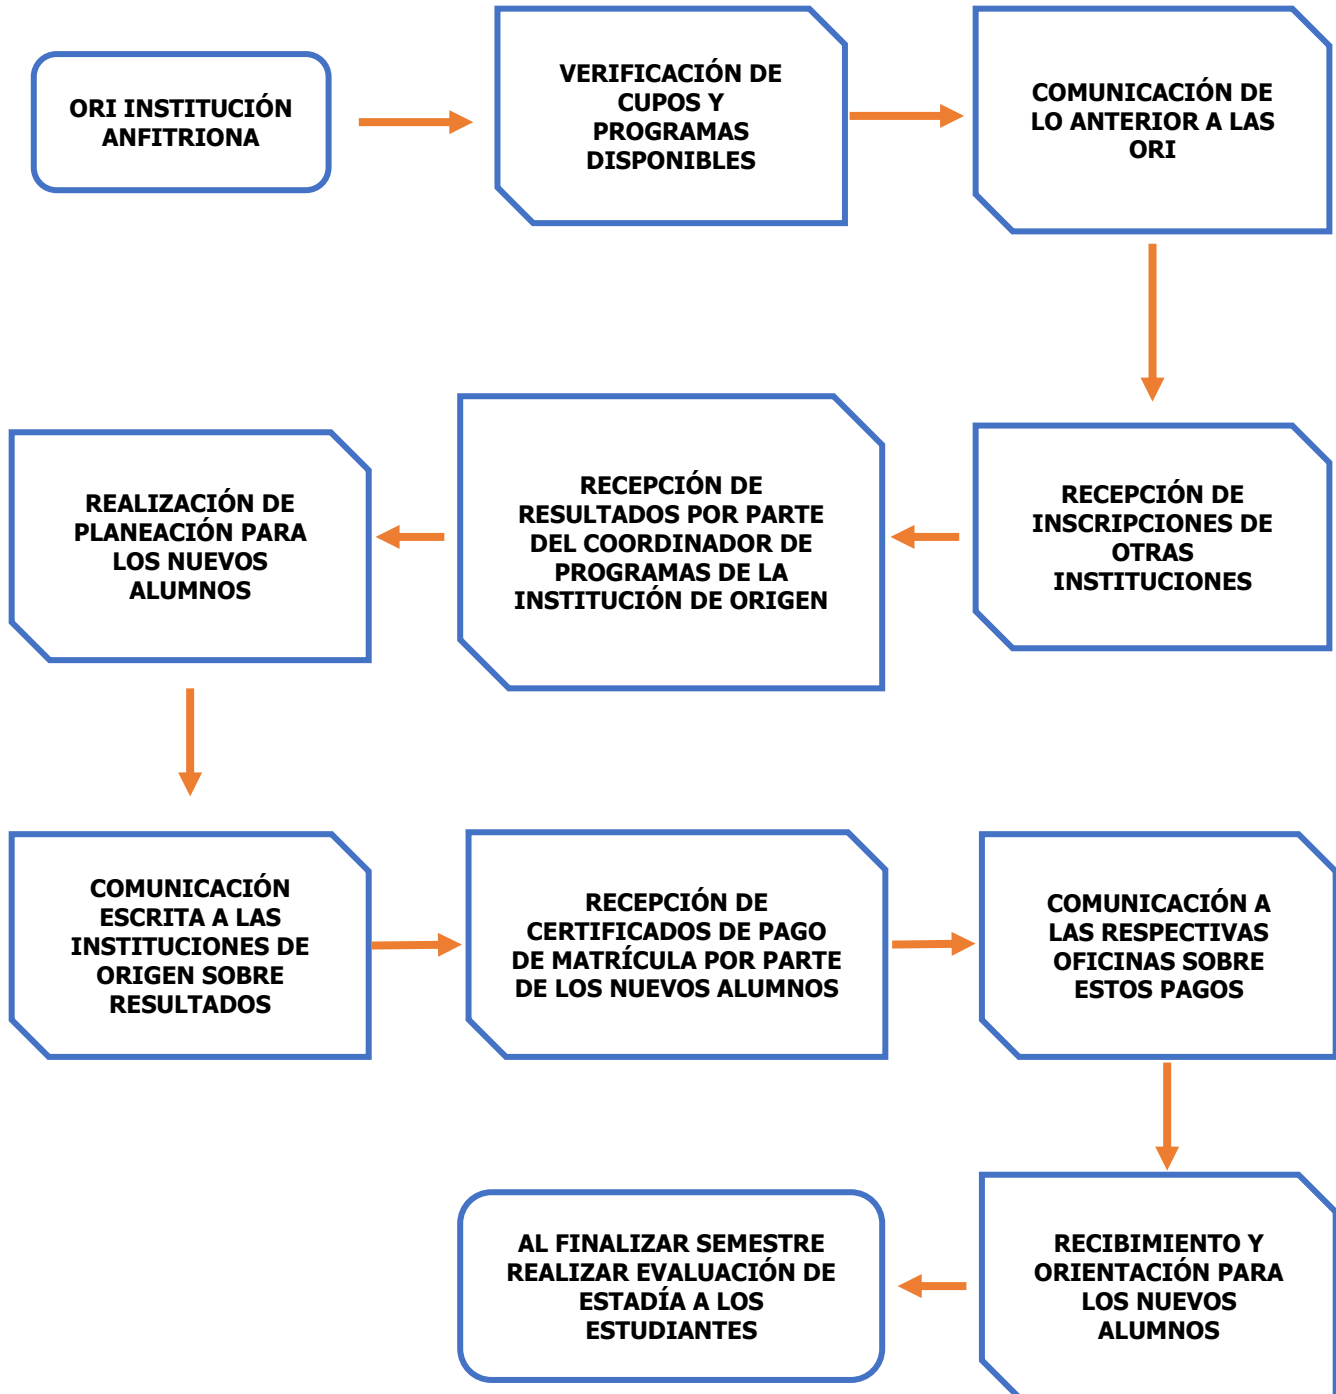 ORI INSTITUCIÓN
ANFITRIONA
VERIFICACIÓN DE
CUPOS Y
PROGRAMAS
DISPONIBLES
COMUNICACIÓN DE
LO ANTERIOR A LAS
ORI
RECEPCIÓN DE
INSCRIPCIONES DE
OTRAS
INSTITUCIONES
RECEPCIÓN DE
RESULTADOS POR PARTE
DEL COORDINADOR DE
PROGRAMAS DE LA
INSTITUCIÓN DE ORIGEN
REALIZACIÓN DE
PLANEACIÓN PARA
LOS NUEVOS
ALUMNOS
COMUNICACIÓN
ESCRITA A LAS
INSTITUCIONES DE
ORIGEN SOBRE
RESULTADOS
RECEPCIÓN DE
CERTIFICADOS DE PAGO
DE MATRÍCULA POR PARTE
DE LOS NUEVOS ALUMNOS
COMUNICACIÓN A
LAS RESPECTIVAS
OFICINAS SOBRE
ESTOS PAGOS
RECIBIMIENTO Y
ORIENTACIÓN PARA
LOS NUEVOS
ALUMNOS
AL FINALIZAR SEMESTRE
REALIZAR EVALUACIÓN DE
ESTADÍA A LOS
ESTUDIANTES